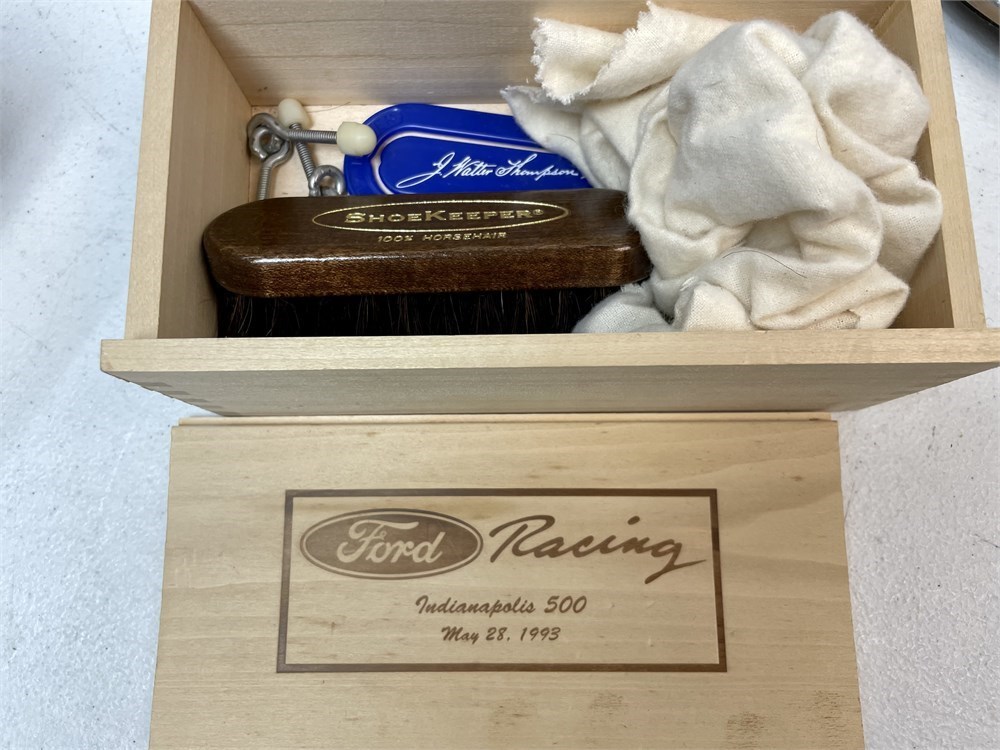 J. Walter Thompson
SHOEKEEPER®
100% HORSEHAIR
Ford Racing
Indianapolis 500
May 28, 1993